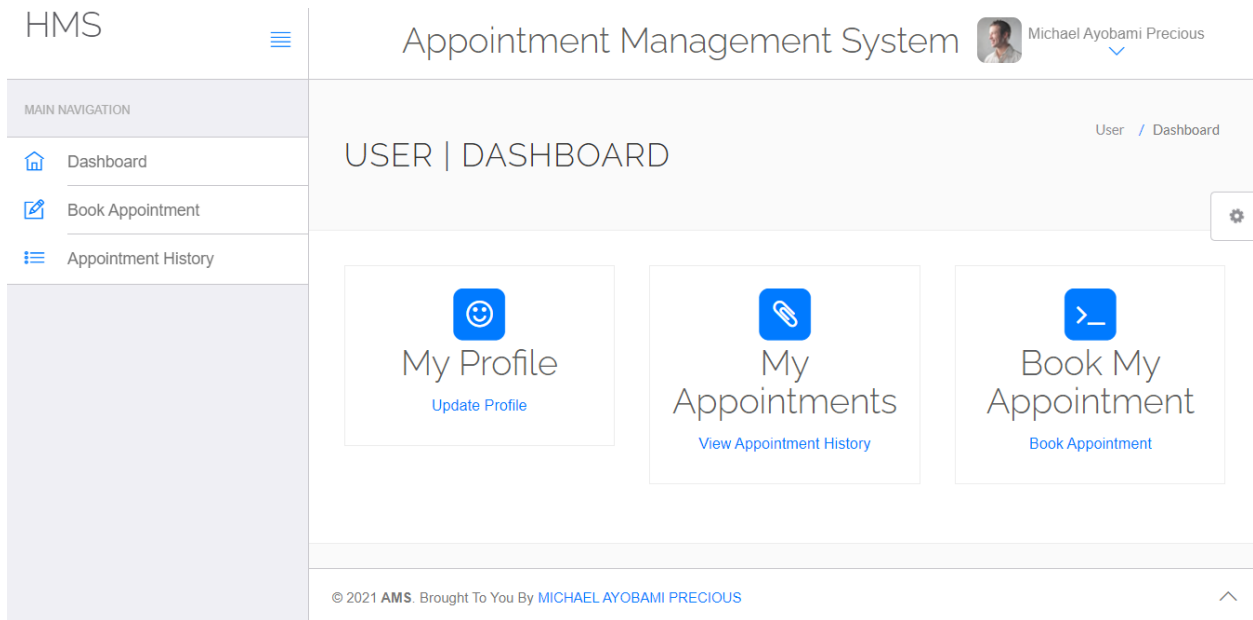 HMS
Appointment Management System
Michael Ayobami Precious
MAIN NAVIGATION
Dashboard
Book Appointment
Appointment History
User / Dashboard
USER | DASHBOARD
My Profile
Update Profile
My
Appointments
View Appointment History
Book My
Appointment
Book Appointment
© 2021 AMS. Brought To You By MICHAEL AYOBAMI PRECIOUS